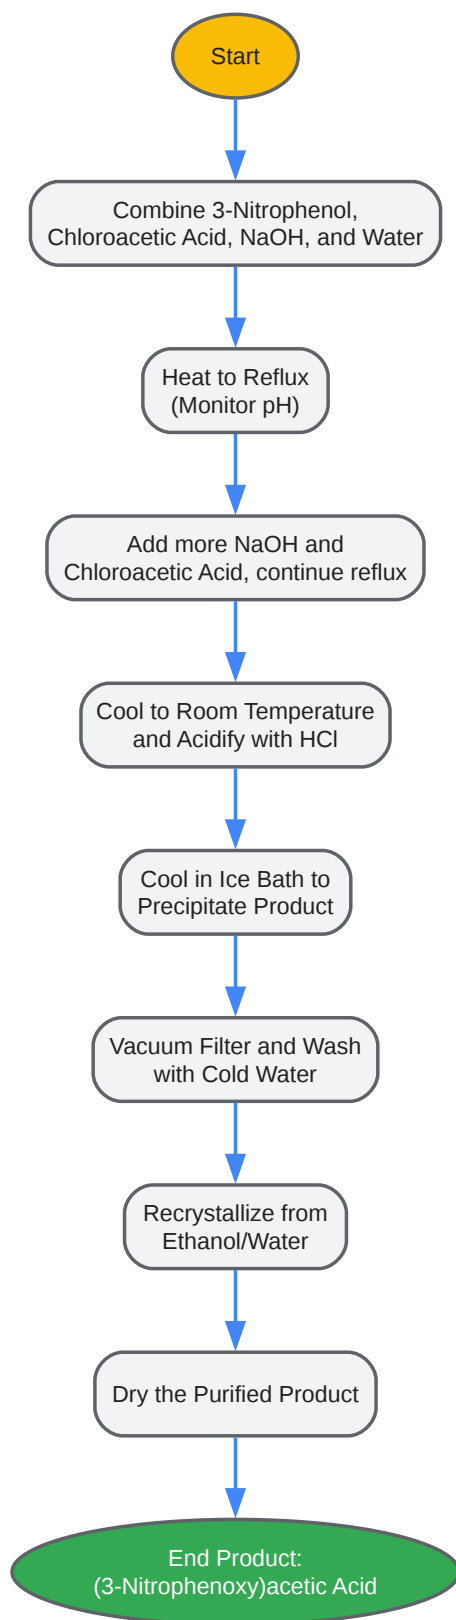 Start
Combine 3-Nitrophenol,
Chloroacetic Acid, NaOH, and Water
Heat to Reflux
(Monitor pH)
Add more NaOH and
Chloroacetic Acid, continue reflux
Cool to Room Temperature
and Acidify with HCl
Cool in Ice Bath to
Precipitate Product
Vacuum Filter and Wash
with Cold Water
Recrystallize from
Ethanol/Water
Dry the Purified Product
End Product:
(3-Nitrophenoxy)acetic Acid